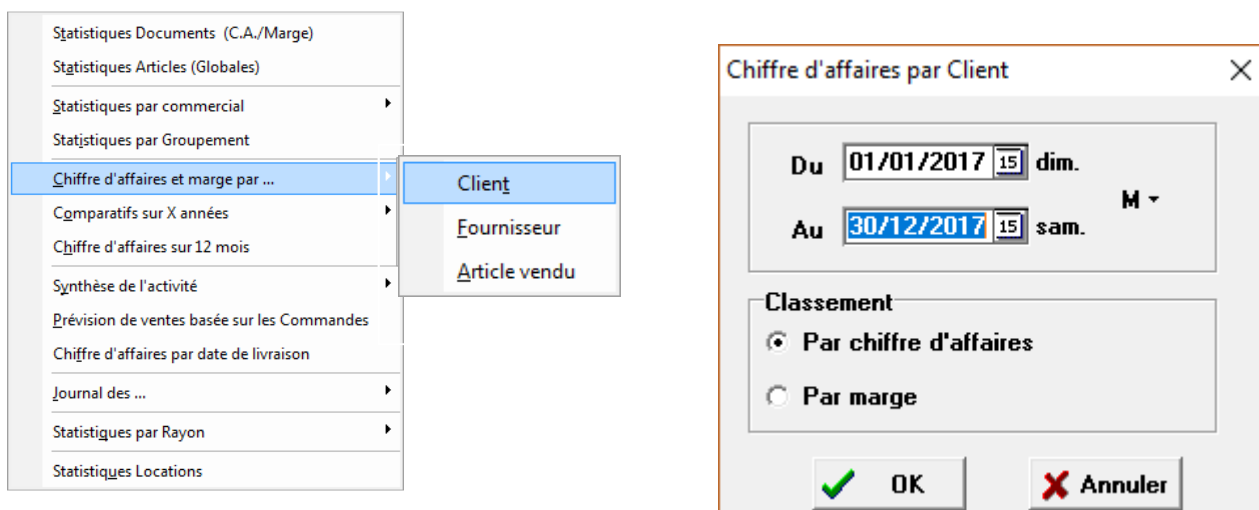 Statistiques Documents (C.A./Marge)
Statistiques Articles (Globales)
Statistiques par commercial
Statistiques par Groupement
Chiffre d'affaires et marge par ...
Comparatifs sur X années
Chiffre d'affaires sur 12 mois
Synthèse de l'activité
Prévision de ventes basée sur les Commandes
Chiffre d'affaires par date de livraison
Journal des ...
Statistiques par Rayon
Statistiques Locations
Client
Fournisseur
Article vendu
Chiffre d'affaires par Client
Du 01/01/2017 15 dim.
M
Au 30/12/2017 15 sam.
Classement
Par chiffre d'affaires
Par marge
OK Annuler